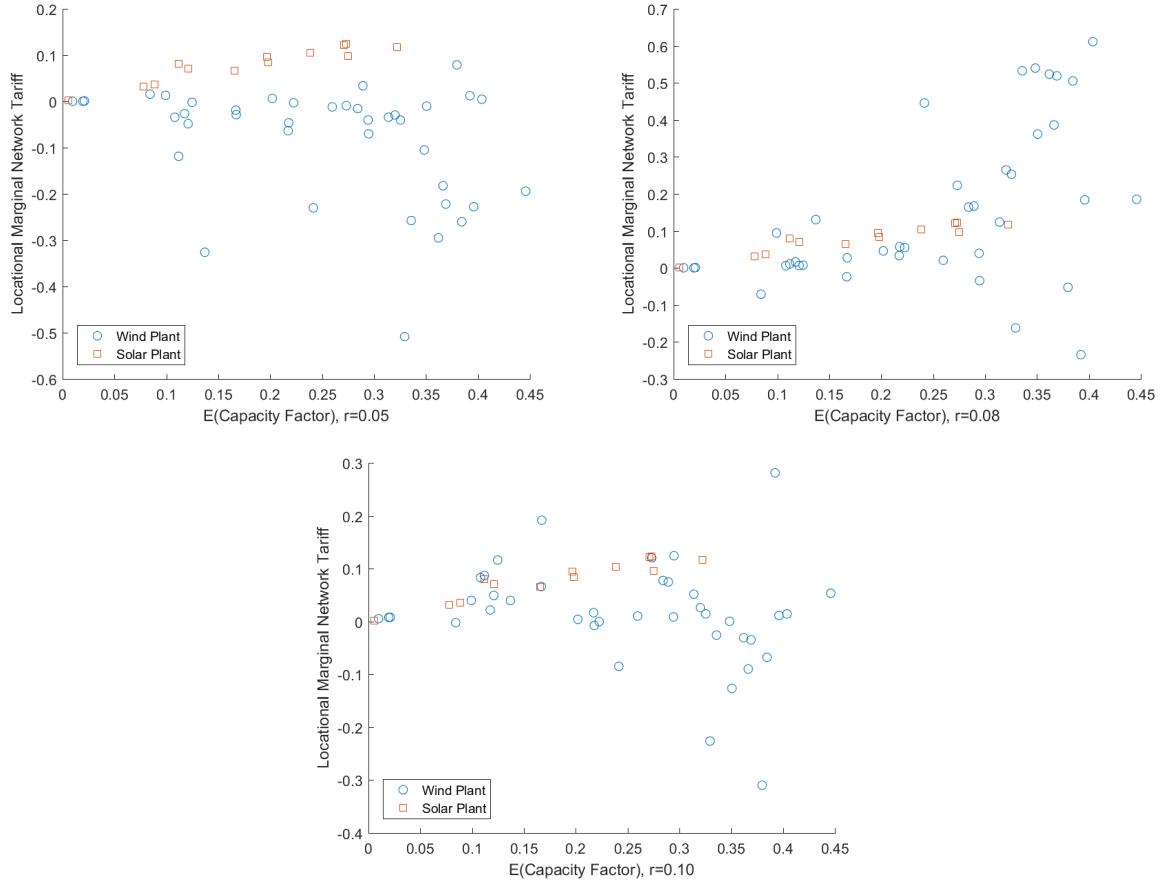 0.2
0.1
0
-0.1
-0.2
-0.3
-0.4
-0.5
-0.6
Locational Marginal Network Tariff
Wind Plant
Solar Plant
0 0.05 0.1 0.15 0.2 0.25 0.3 0.35 0.4 0.45
E(Capacity Factor), r=0.05
0.7
0.6
0.5
0.4
0.3
0.2
0.1
0
-0.1
-0.2
-0.3
Locational Marginal Network Tariff
Wind Plant
Solar Plant
0 0.05 0.1 0.15 0.2 0.25 0.3 0.35 0.4 0.45
E(Capacity Factor), r=0.08
0.3
0.2
0.1
0
-0.1
-0.2
-0.3
-0.4
Locational Marginal Network Tariff
Wind Plant
Solar Plant
0 0.05 0.1 0.15 0.2 0.25 0.3 0.35 0.4 0.45
E(Capacity Factor), r=0.10